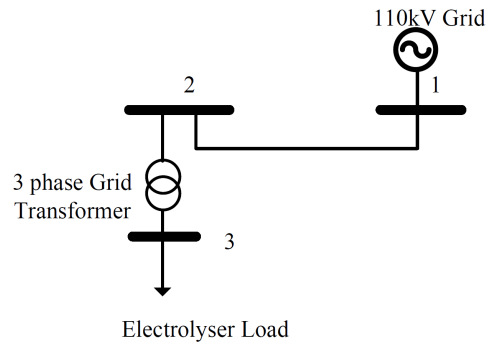 110kV Grid
1
2
3 phase Grid
Transformer
3
Electrolyser Load